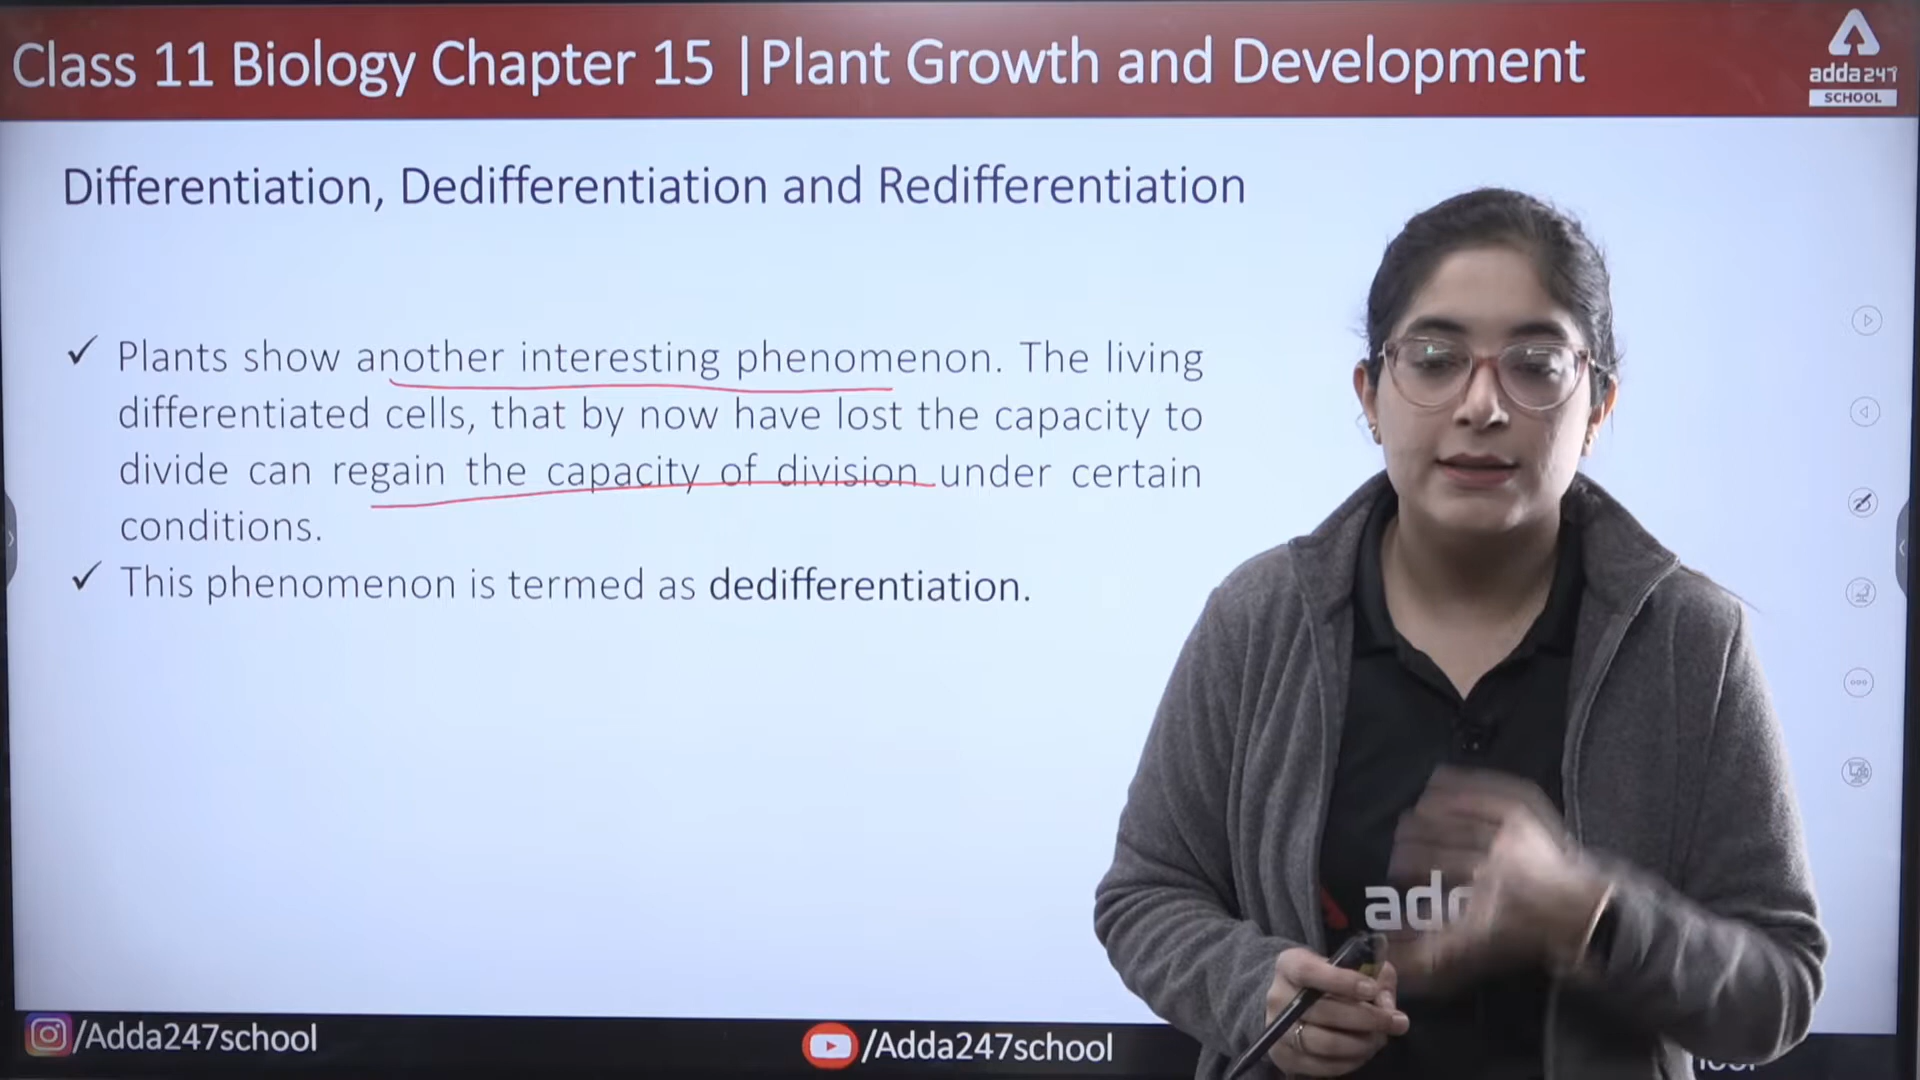 Class 11 Biology Chapter 15 |Plant Growth and Development
adda247
SCHOOL
Differentiation, Dedifferentiation and Redifferentiation
✓ Plants show another interesting phenomenon. The living
differentiated cells, that by now have lost the capacity to
divide can regain the capacity of division under certain
conditions.
✓ This phenomenon is termed as dedifferentiation.
add
/Adda247school
/Adda247school